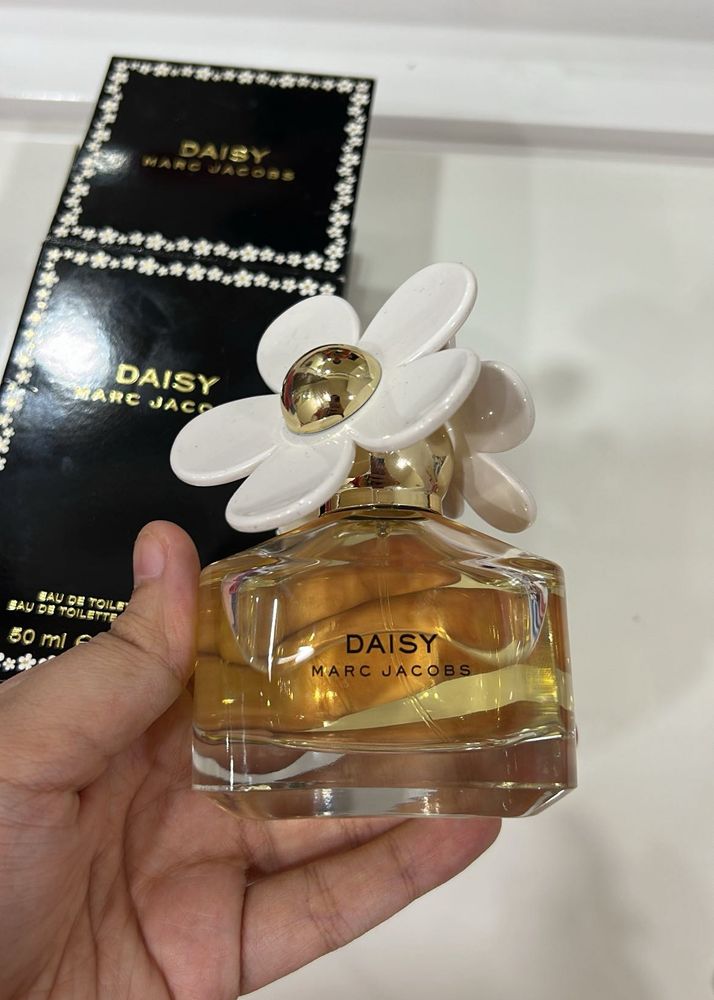 DAISY
MARC JACOBS
DAISY
MARC JACO
EAU DE TOILE
EAU DE TOILETTE
50 ml
DAISY
MARC JACOBS